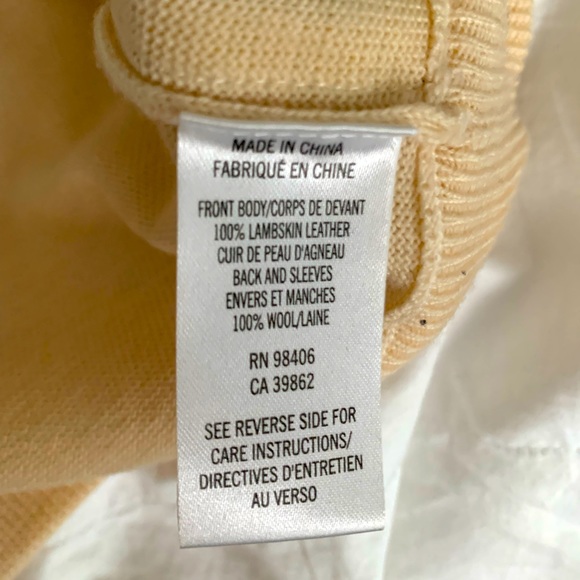 MADE IN CHINA
FABRIQUÉ EN CHINE
FRONT BODY/CORPS DE DEVANT
100% LAMBSKIN LEATHER
CUIR DE PEAU D'AGNEAU
BACK AND SLEEVES
ENVERS ET MANCHES
100% WOOL/LAINE
RN 98406
CA 39862
SEE REVERSE SIDE FOR
CARE INSTRUCTIONS/
DIRECTIVES D'ENTRETIEN
AU VERSO